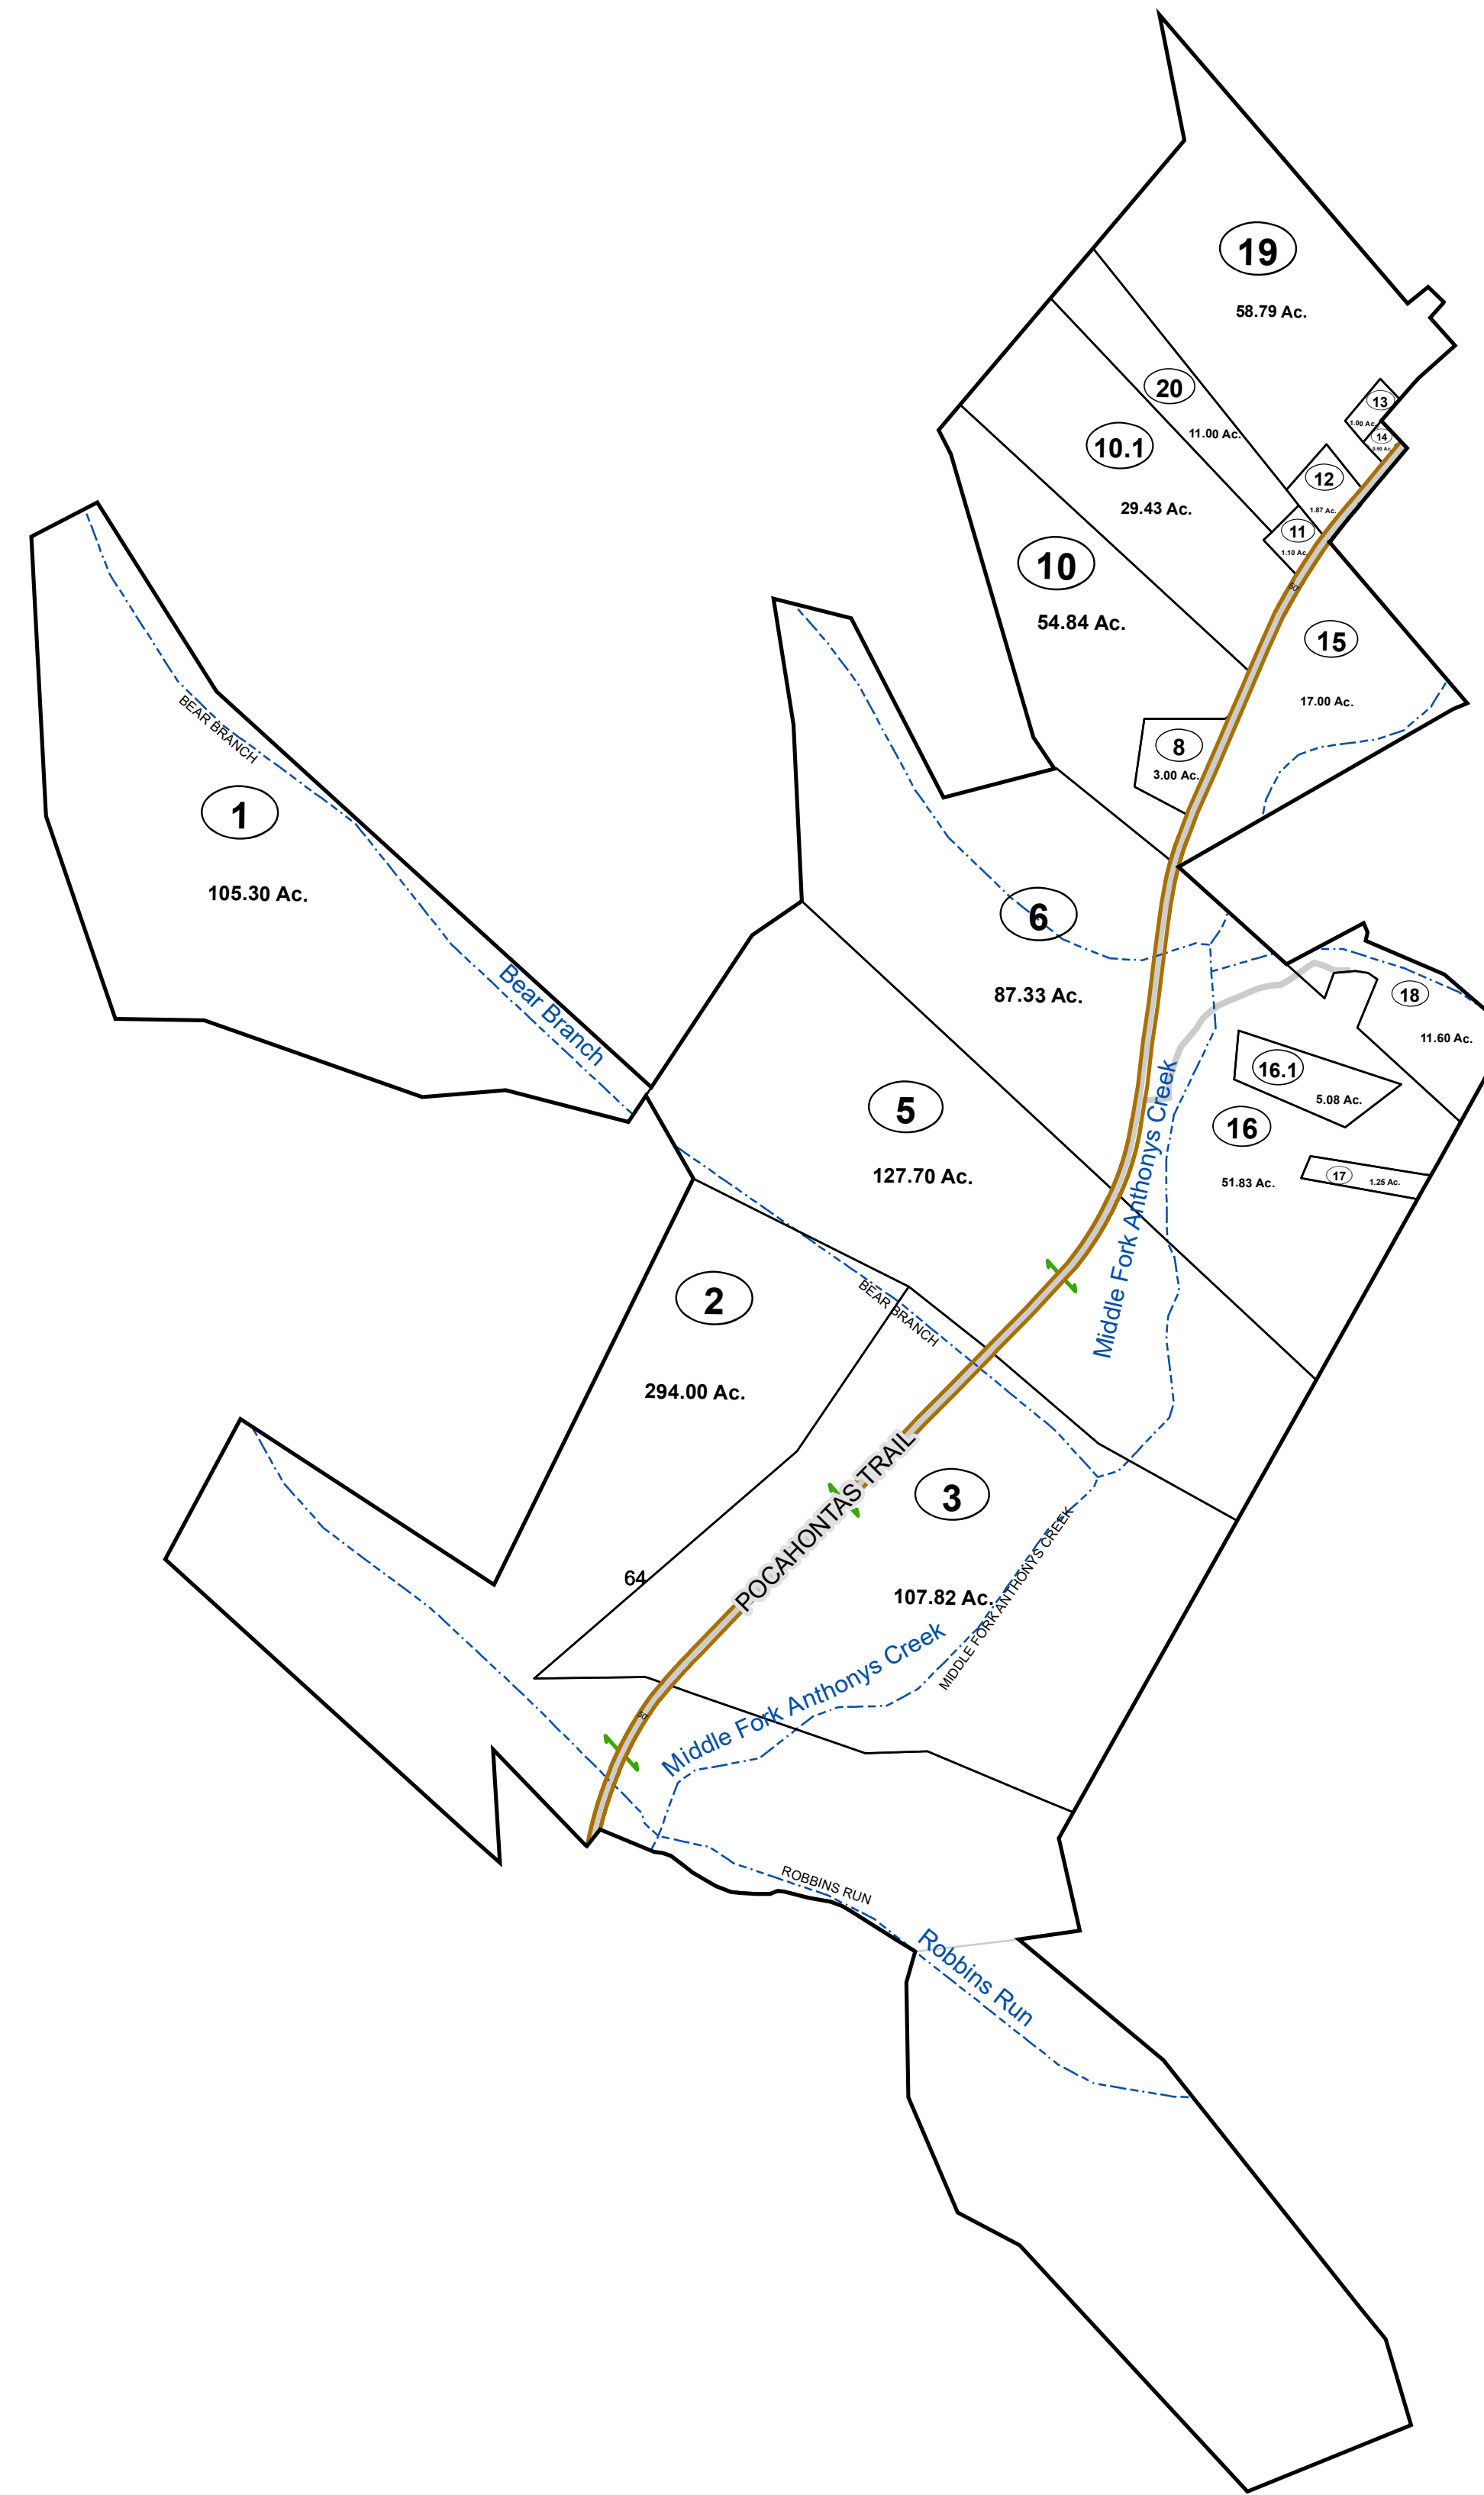 19
58.79 Ac.
20
11.00 Ac.
13
1.00 Ac.
14
10.1
29.43 Ac.
12
1.87 Ac.
11
1.10 Ac.
50
10
54.84 Ac.
15
17.00 Ac.
8
3.00 Ac.
BEAR BRANCH
1
105.30 Ac.
Bear Branch
6
87.33 Ac.
18
11.60 Ac.
16.1
5.08 Ac.
16
51.83 Ac.
17
1.25 Ac.
5
127.70 Ac.
Middle Fork Anthonys Creek
2
294.00 Ac.
BEAR BRANCH
POCAHONTAS TRAIL
3
107.82 Ac.
64
MIDDLE FORK ANTHONYS CREEK
Middle Fork Anthonys Creek
50
ROBBINS RUN
Robbins Run